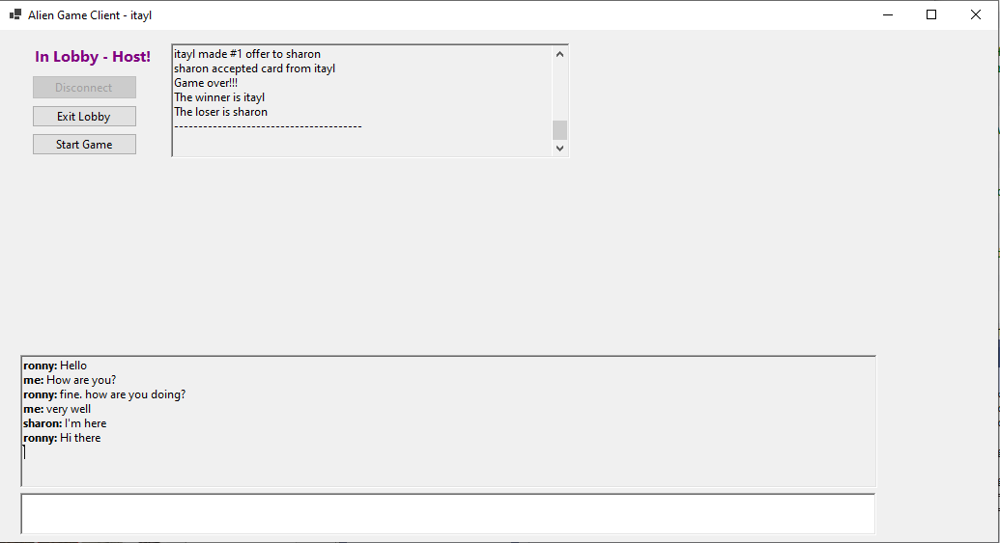 Alien Game Client - itayl
In Lobby - Host!
Disconnect
Exit Lobby
Start Game
itayl made #1 offer to sharon
sharon accepted card from itayl
Game over!!!
The winner is itayl
The loser is sharon
---------------------------------------
ronny: Hello
me: How are you?
ronny: fine. how are you doing?
me: very well
sharon: I'm here
ronny: Hi there